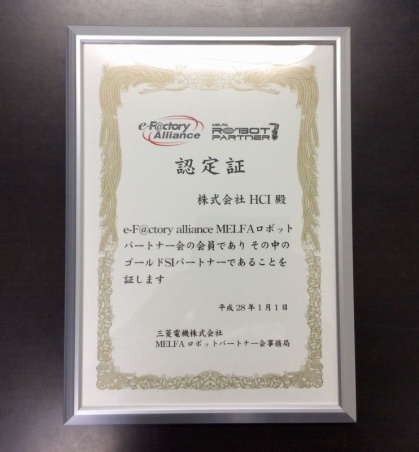 e-F@ctory
Alliance
MELFA
ROBOT
PARTNER
認定証
株式会社 HCI 殿
e-F@ctory alliance MELFAロボット
パートナー会の会員であり その中の
ゴールドSIパートナーであることを
証します
平成 28 年 1 月 1 日
三菱電機株式会社
MELFA ロボットパートナー会事務局